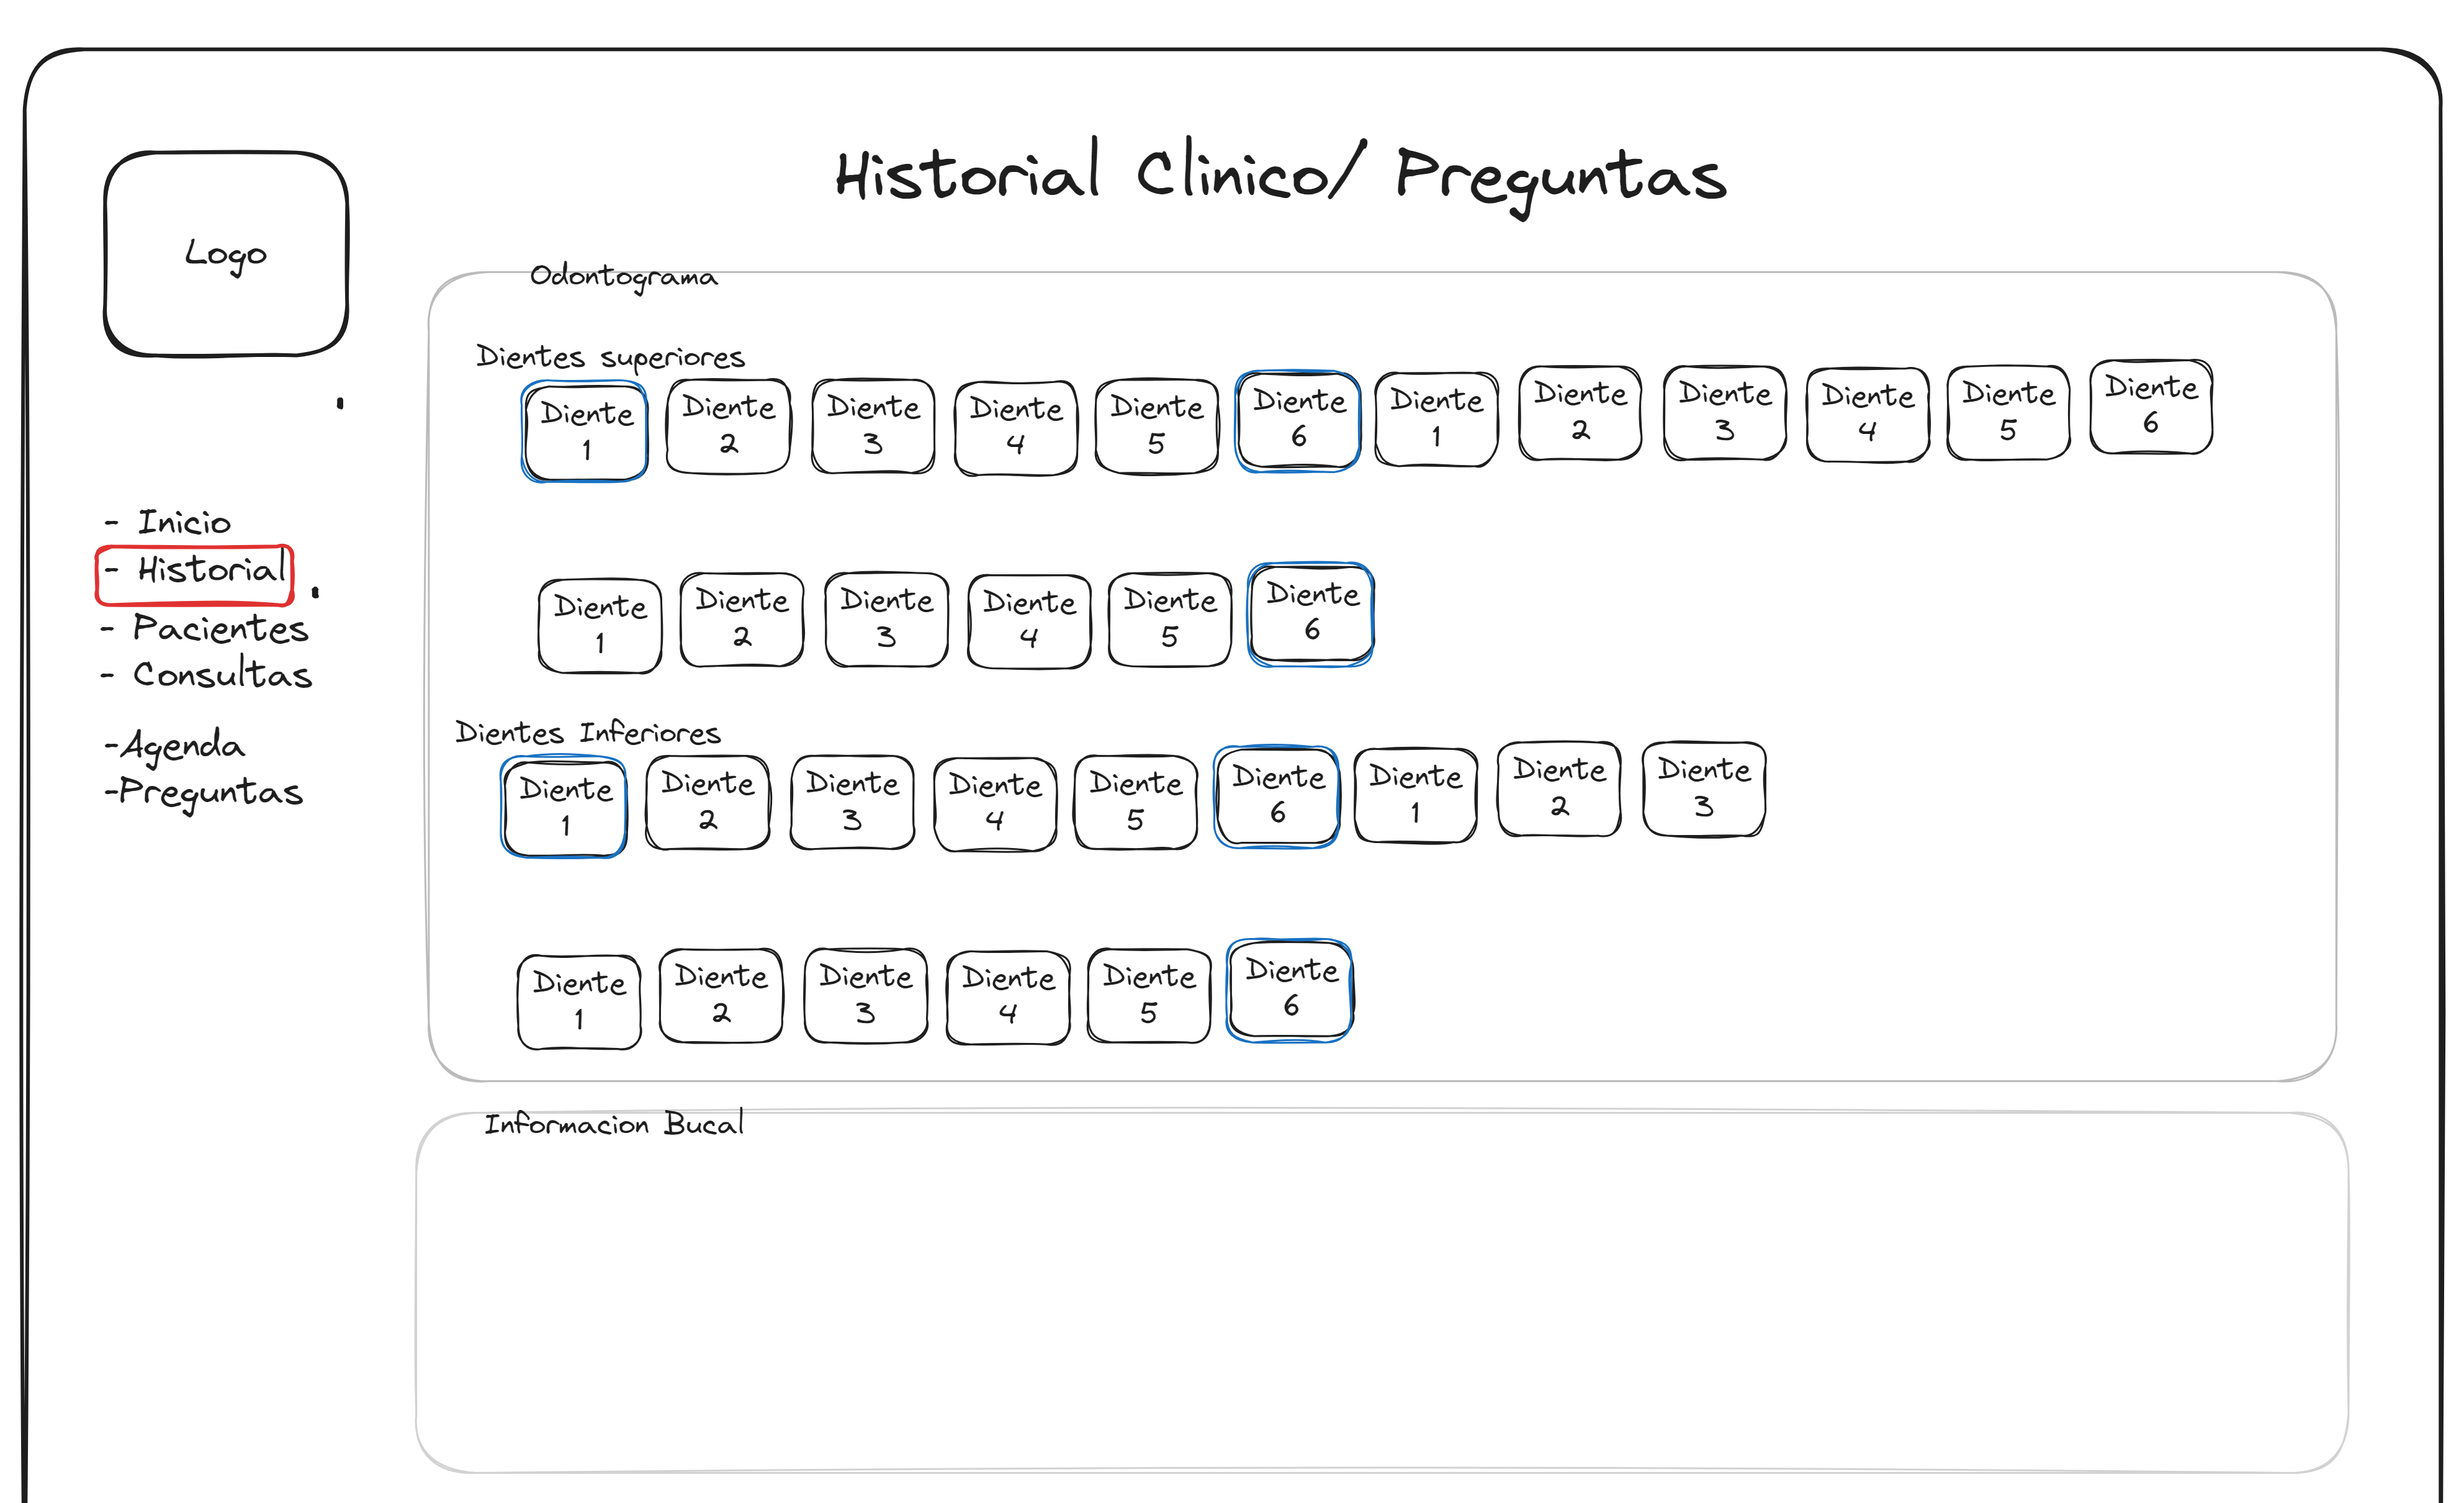 Historial Clinico/ Preguntas
Logo
- Inicio
- Historial
- Pacientes
- Consultas
-Agenda
-Preguntas
Odontograma
Dientes superiores
Diente 1 Diente 2 Diente 3 Diente 4 Diente 5 Diente 6 Diente 1 Diente 2 Diente 3 Diente 4 Diente 5 Diente 6
Diente 1 Diente 2 Diente 3 Diente 4 Diente 5 Diente 6
Dientes Inferiores
Diente 1 Diente 2 Diente 3 Diente 4 Diente 5 Diente 6 Diente 1 Diente 2 Diente 3
Diente 1 Diente 2 Diente 3 Diente 4 Diente 5 Diente 6
Informacion Bucal